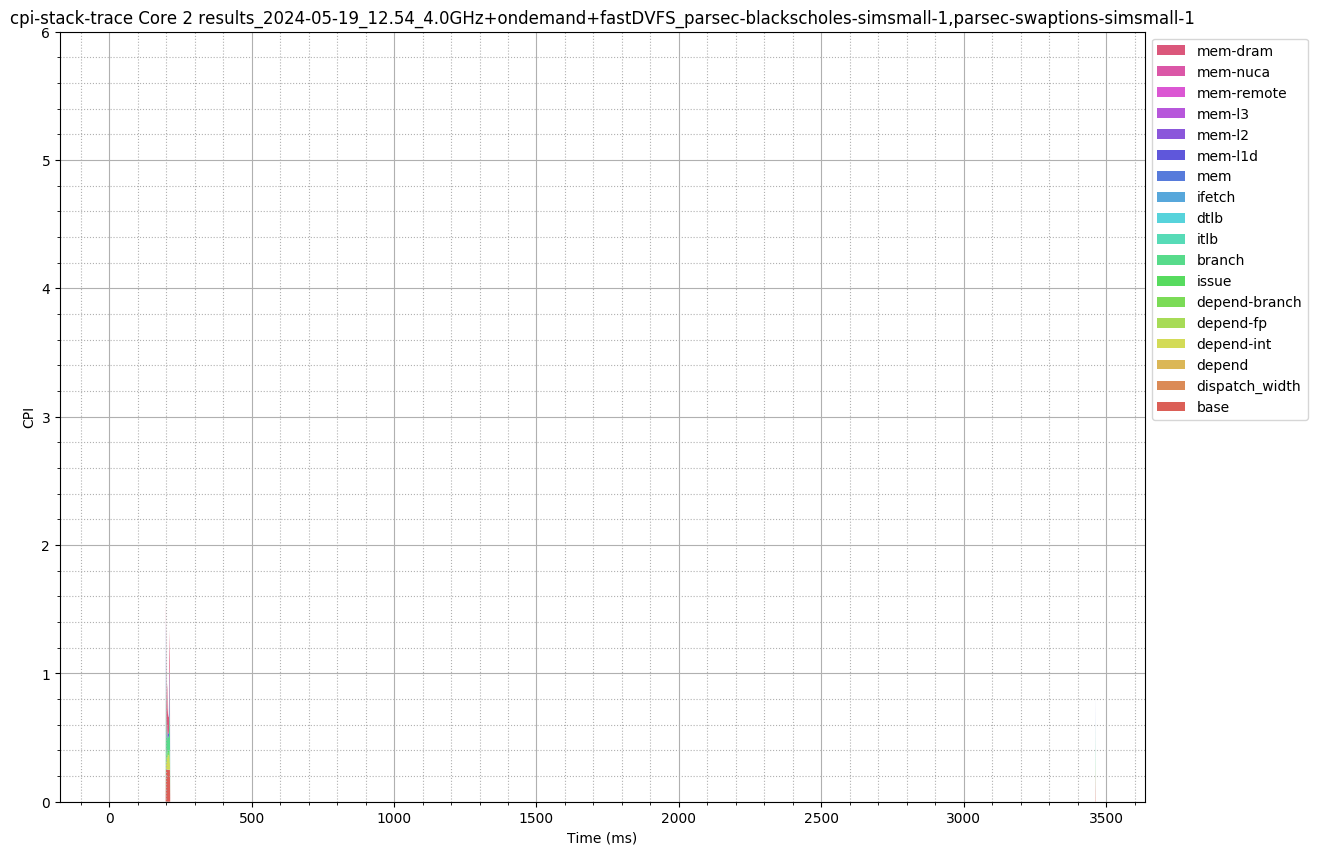 cpi-stack-trace Core 2 results_2024-05-19_12.54_4.0GHz+ondemand+fastDVFS_parsec-blackscholes-simsmall-1,parsec-swaptions-simsmall-1
6
5
4
3
2
1
0
CPI
0 500 1000 1500 2000 2500 3000 3500
Time (ms)
mem-dram
mem-nuca
mem-remote
mem-l3
mem-l2
mem-l1d
mem
ifetch
dtlb
itlb
branch
issue
depend-branch
depend-fp
depend-int
depend
dispatch_width
base